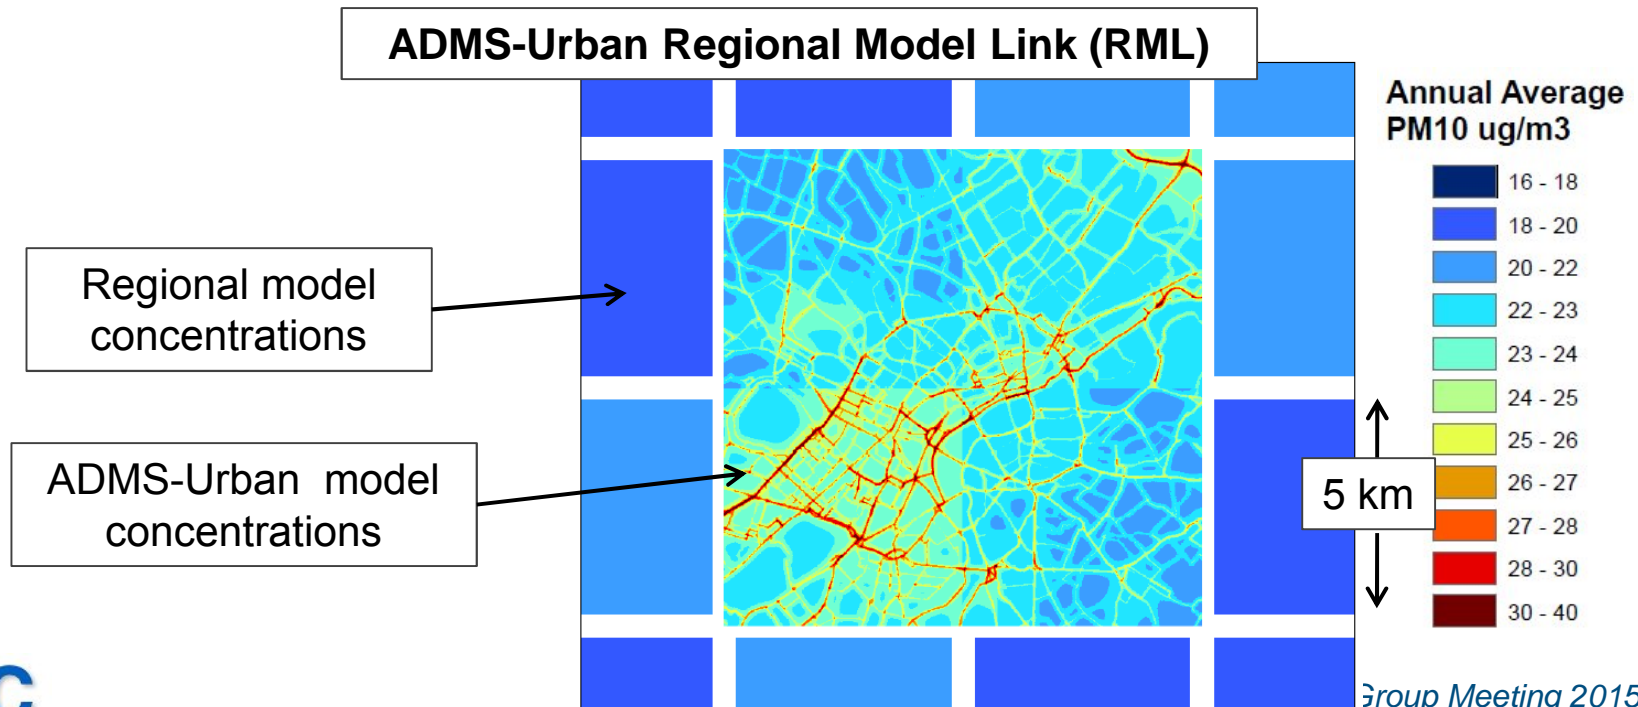 ADMS-Urban Regional Model Link (RML)
Annual Average
PM10 ug/m3
16 - 18
18 - 20
20 - 22
22 - 23
23 - 24
24 - 25
25 - 26
26 - 27
27 - 28
28 - 30
30 - 40
Regional model
concentrations
ADMS-Urban model
concentrations
5 km
Group Meeting 2015